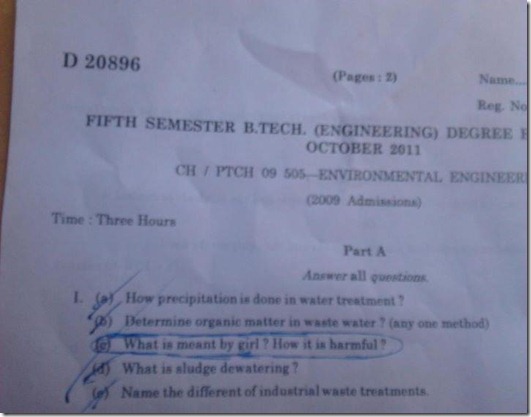 D 20896
(Pages : 2)
Name....
Reg. No
FIFTH SEMESTER B.TECH. (ENGINEERING) DEGREE E
OCTOBER 2011
CH / PTCH 09 505—ENVIRONMENTAL ENGINEERI
(2009 Admissions)
Time : Three Hours
Part A
Answer all questions.
I. (a) How precipitation is done in water treatment ?
(b) Determine organic matter in waste water ? (any one method)
(c) What is meant by girl ? How it is harmful ?
(d) What is sludge dewatering ?
(e) Name the different of industrial waste treatments.